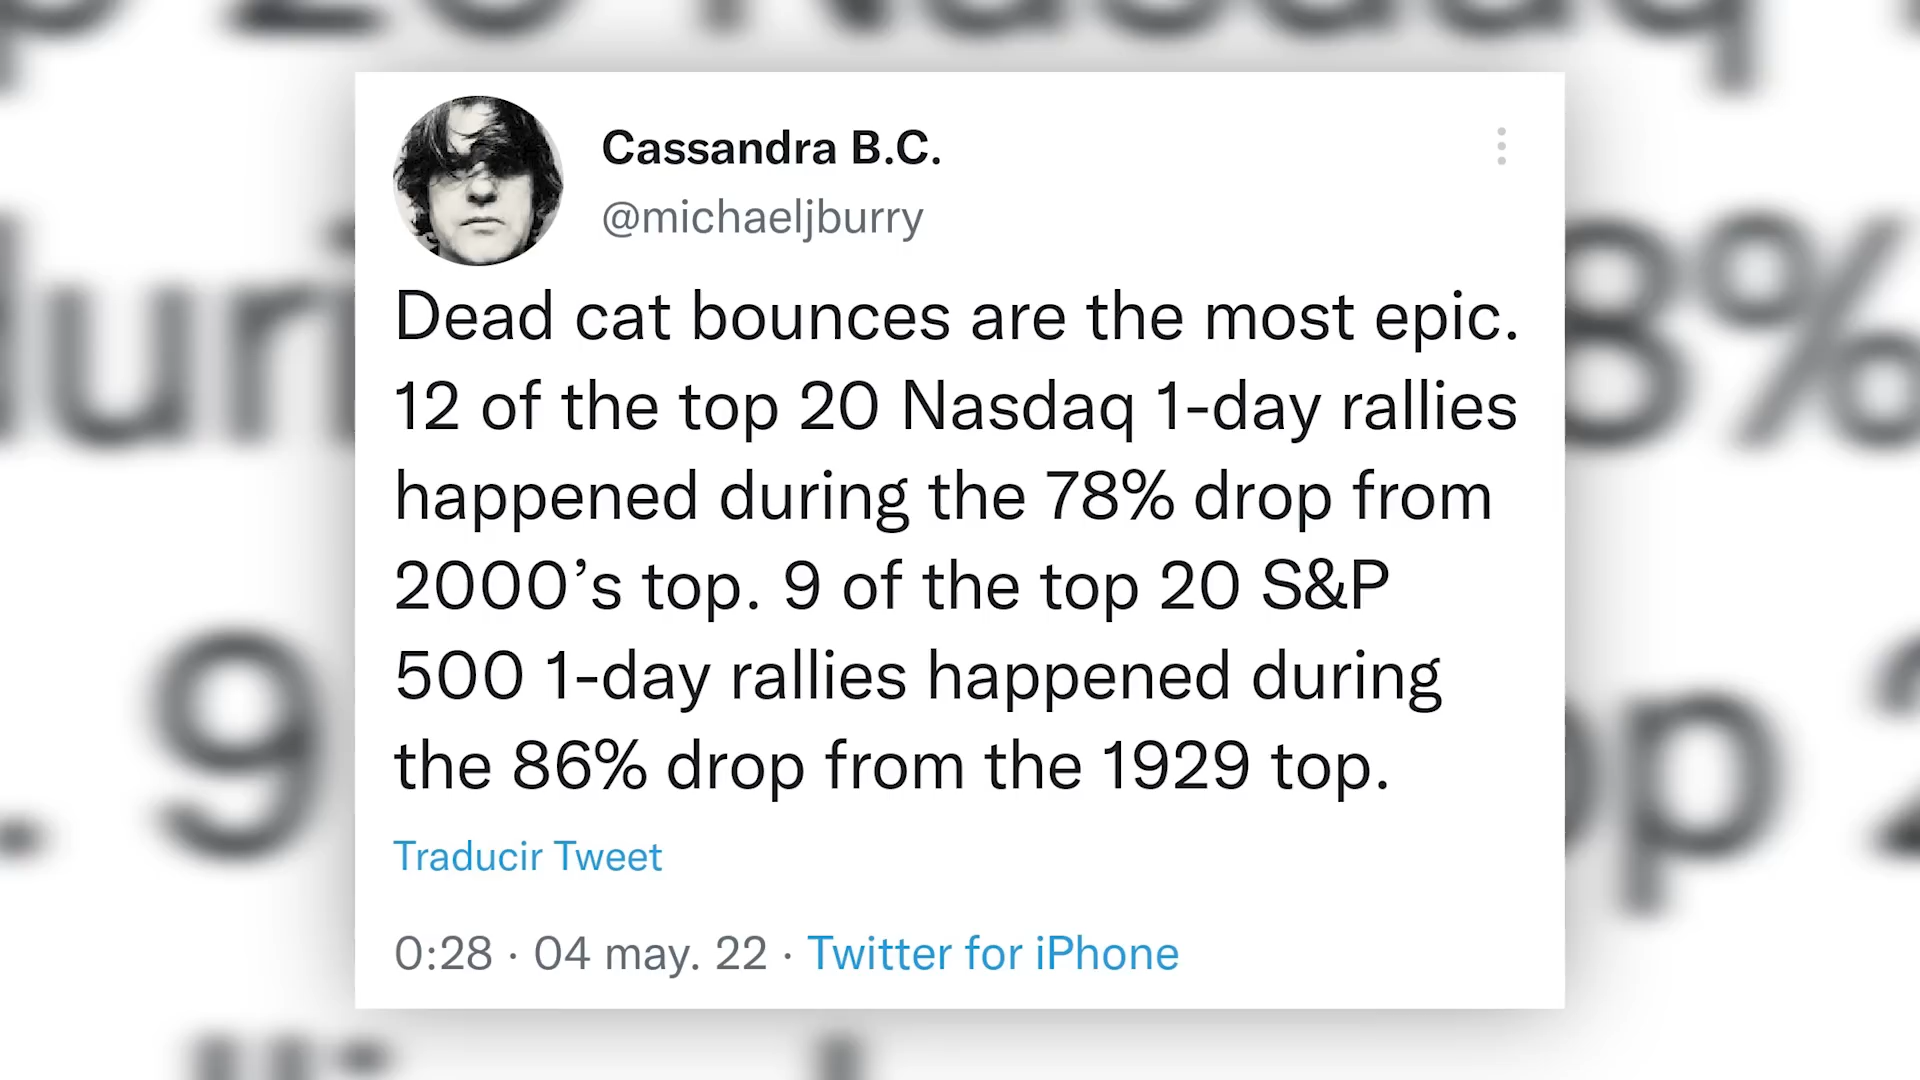 Cassandra B.C.
@michaeljburry
Dead cat bounces are the most epic.
12 of the top 20 Nasdaq 1-day rallies
happened during the 78% drop from
2000’s top. 9 of the top 20 S&P
500 1-day rallies happened during
the 86% drop from the 1929 top.
Traducir Tweet
0:28 · 04 may. 22 · Twitter for iPhone